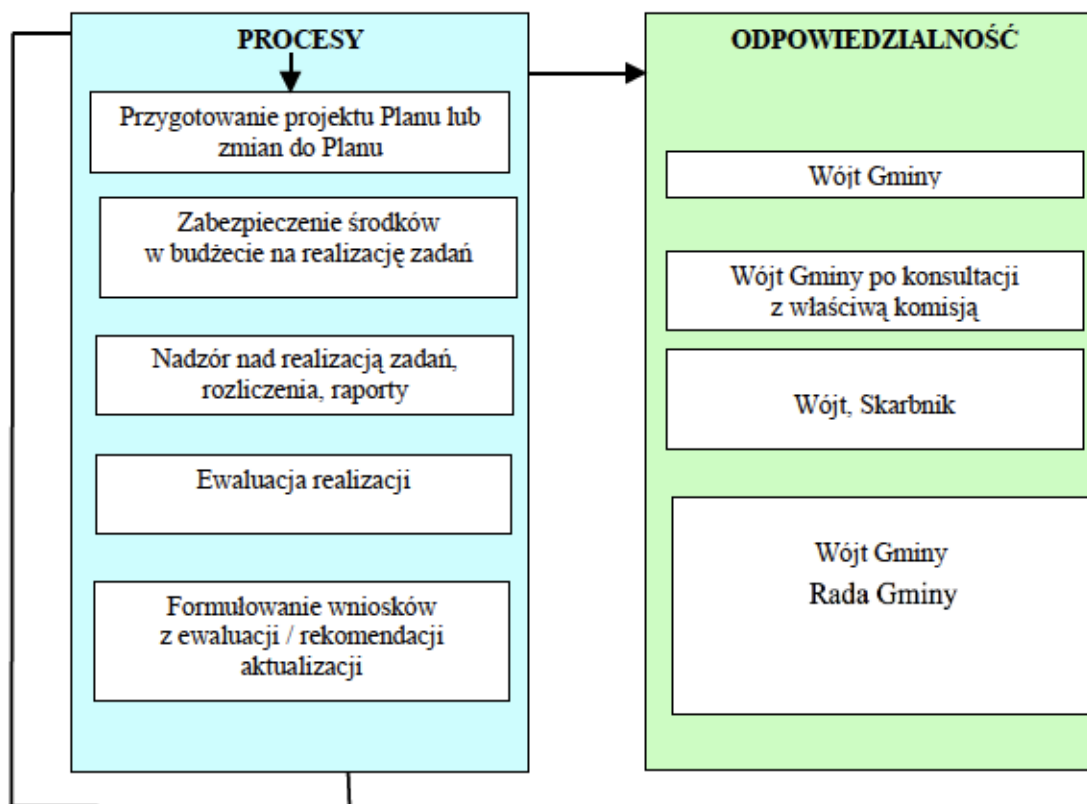 PROCESY
Przygotowanie projektu Planu lub
zmian do Planu
Zabezpieczenie środków
w budżecie na realizację zadań
Nadzór nad realizacją zadań,
rozliczenia, raporty
Ewaluacja realizacji
Formułowanie wniosków
z ewaluacji / rekomendacji
aktualizacji
ODPOWIEDZIALNOŚĆ
Wójt Gminy
Wójt Gminy po konsultacji
z właściwą komisją
Wójt, Skarbnik
Wójt Gminy
Rada Gminy